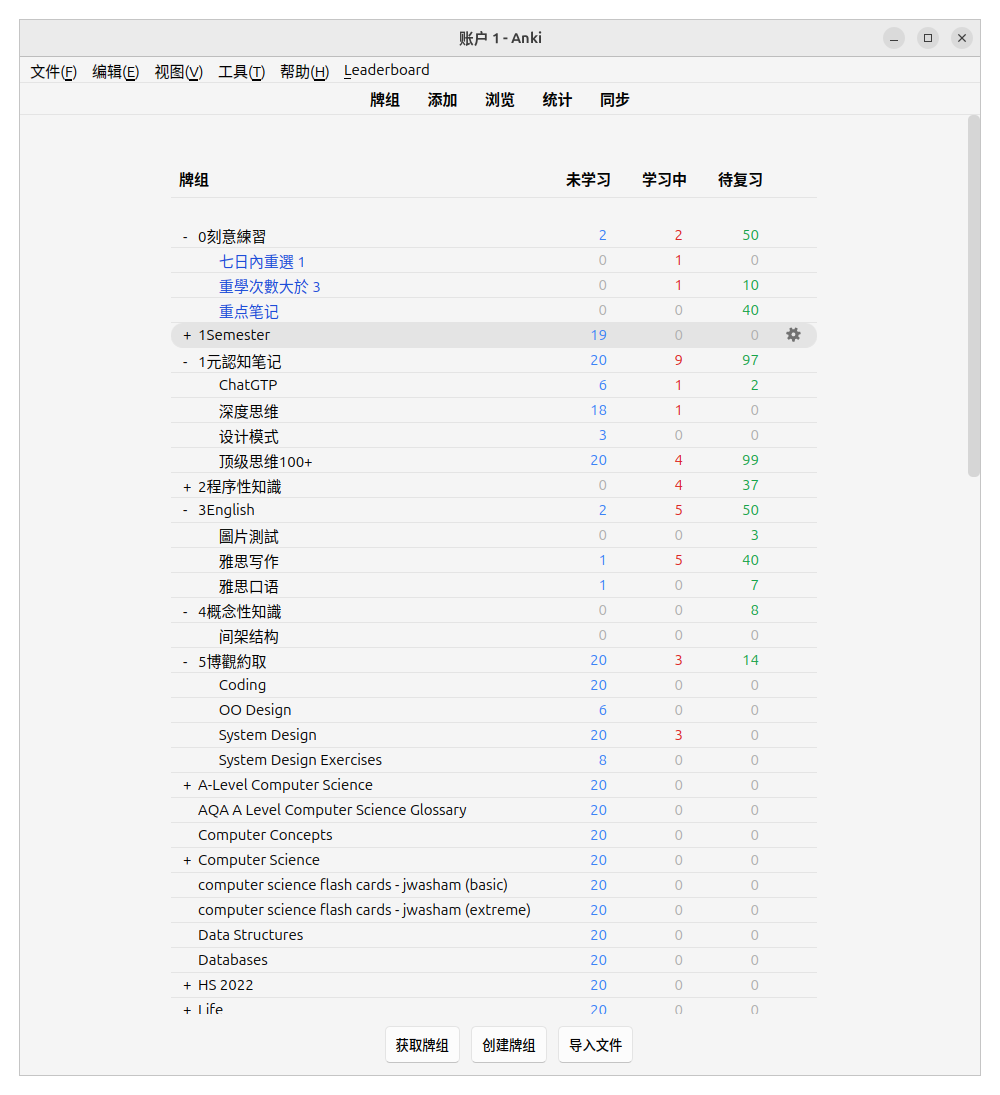 账户 1 - Anki
文件(F) 编辑(E) 视图(V) 工具(T) 帮助(H) Leaderboard
牌组 添加 浏览 统计 同步
牌组 未学习 学习中 待复习
- 0刻意練習 2 2 50
七日內重選 1 0 1 0
重學次數大於 3 0 1 10
重点笔记 0 0 40
+ 1Semester 19 0 0
- 1元認知笔记 20 9 97
ChatGTP 6 1 2
深度思维 18 1 0
设计模式 3 0 0
顶级思维100+ 20 4 99
+ 2程序性知識 0 4 37
- 3English 2 5 50
圖片測試 0 0 3
雅思写作 1 5 40
雅思口语 1 0 7
- 4概念性知識 0 0 8
间架结构 0 0 0
- 5博觀約取 20 3 14
Coding 20 0 0
OO Design 6 0 0
System Design 20 3 0
System Design Exercises 8 0 0
+ A-Level Computer Science 20 0 0
AQA A Level Computer Science Glossary 20 0 0
Computer Concepts 20 0 0
+ Computer Science 20 0 0
computer science flash cards - jwasham (basic) 20 0 0
computer science flash cards - jwasham (extreme) 20 0 0
Data Structures 20 0 0
Databases 20 0 0
+ HS 2022 20 0 0
+ Life 20 0 0
获取牌组 创建牌组 导入文件